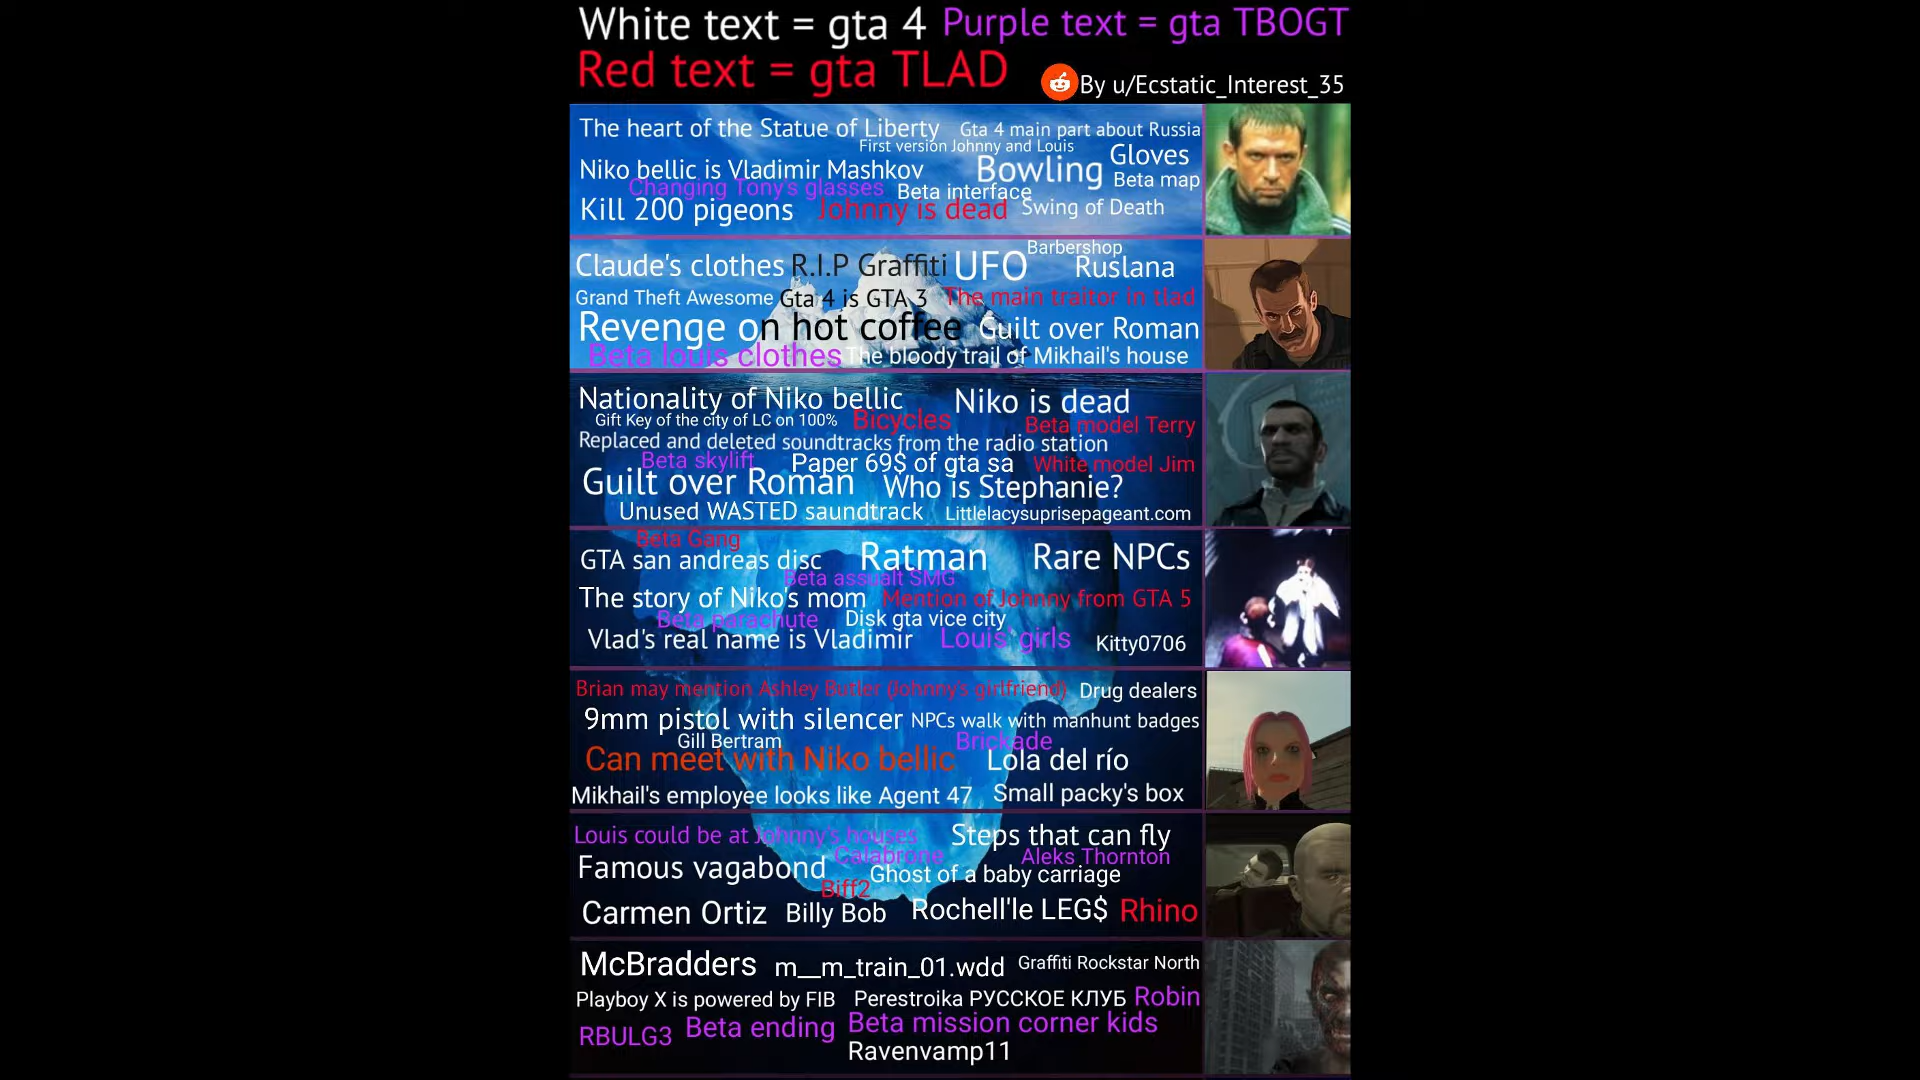 White text = gta 4 Purple text = gta TBOGT
Red text = gta TLAD
By u/Ecstatic_Interest_35
The heart of the Statue of Liberty Gta 4 main part about Russia
First version Johnny and Louis
Niko bellic is Vladimir Mashkov Bowling Gloves
Changing Tony's glasses Beta interface Beta map
Kill 200 pigeons Johnny is dead Swing of Death
Barbershop
Claude's clothes R.I.P Graffiti UFO Ruslana
Grand Theft Awesome Gta 4 is GTA 3 The main traitor in tlad
Revenge on hot coffee Guilt over Roman
Beta louis clothes The bloody trail of Mikhail's house
Nationality of Niko bellic Niko is dead
Gift Key of the city of LC on 100% Bicycles Beta model Terry
Replaced and deleted soundtracks from the radio station
Beta skylift Paper 69$ of gta sa White model Jim
Guilt over Roman Who is Stephanie?
Unused WASTED saundtrack Littlelacysuprisepageant.com
Beta Gang
GTA san andreas disc Ratman Rare NPCs
Beta assualt SMG
The story of Niko's mom Mention of Johnny from GTA 5
Beta parachute Disk gta vice city
Vlad's real name is Vladimir Louis' girls Kitty0706
Brian may mention Ashley Butler (Johnny's girlfriend) Drug dealers
9mm pistol with silencer NPCs walk with manhunt badges
Gill Bertram Brickade
Can meet with Niko bellic Lola del río
Mikhail's employee looks like Agent 47 Small packy's box
Louis could be at Johnny's houses Steps that can fly
Calabrone Aleks Thornton
Famous vagabond Ghost of a baby carriage
Biff2
Carmen Ortiz Billy Bob Rochell'le LEG$ Rhino
McBradders m__m_train_01.wdd Graffiti Rockstar North
Playboy X is powered by FIB Perestroika РУССКОЕ КЛУБ Robin
RBULG3 Beta ending Beta mission corner kids
Ravenvamp11